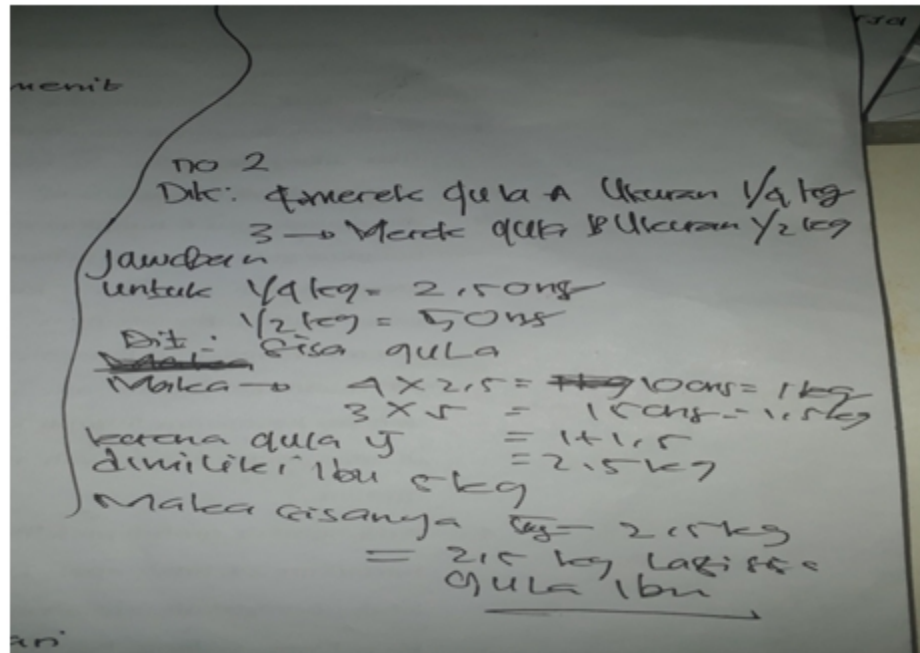 menit
no 2
Dik: 4 merek gula A Ukuran 1/4 kg
3 → Merek gula B Ukuran 1/2 kg
Jawaban
untuk 1/4 kg = 2,5 ons
1/2 kg = 5 ons
Dit: Sisa gula
Maka → 4 x 2,5 = 10 ons = 1 kg
3 x 5 = 15 ons = 1,5 kg
karena gula yg = 1+1,5
dimiliki Ibu 5 kg = 2,5 kg
Maka sisanya 5kg - 2,5 kg
= 2,5 kg Lagi
gula Ibu
ari